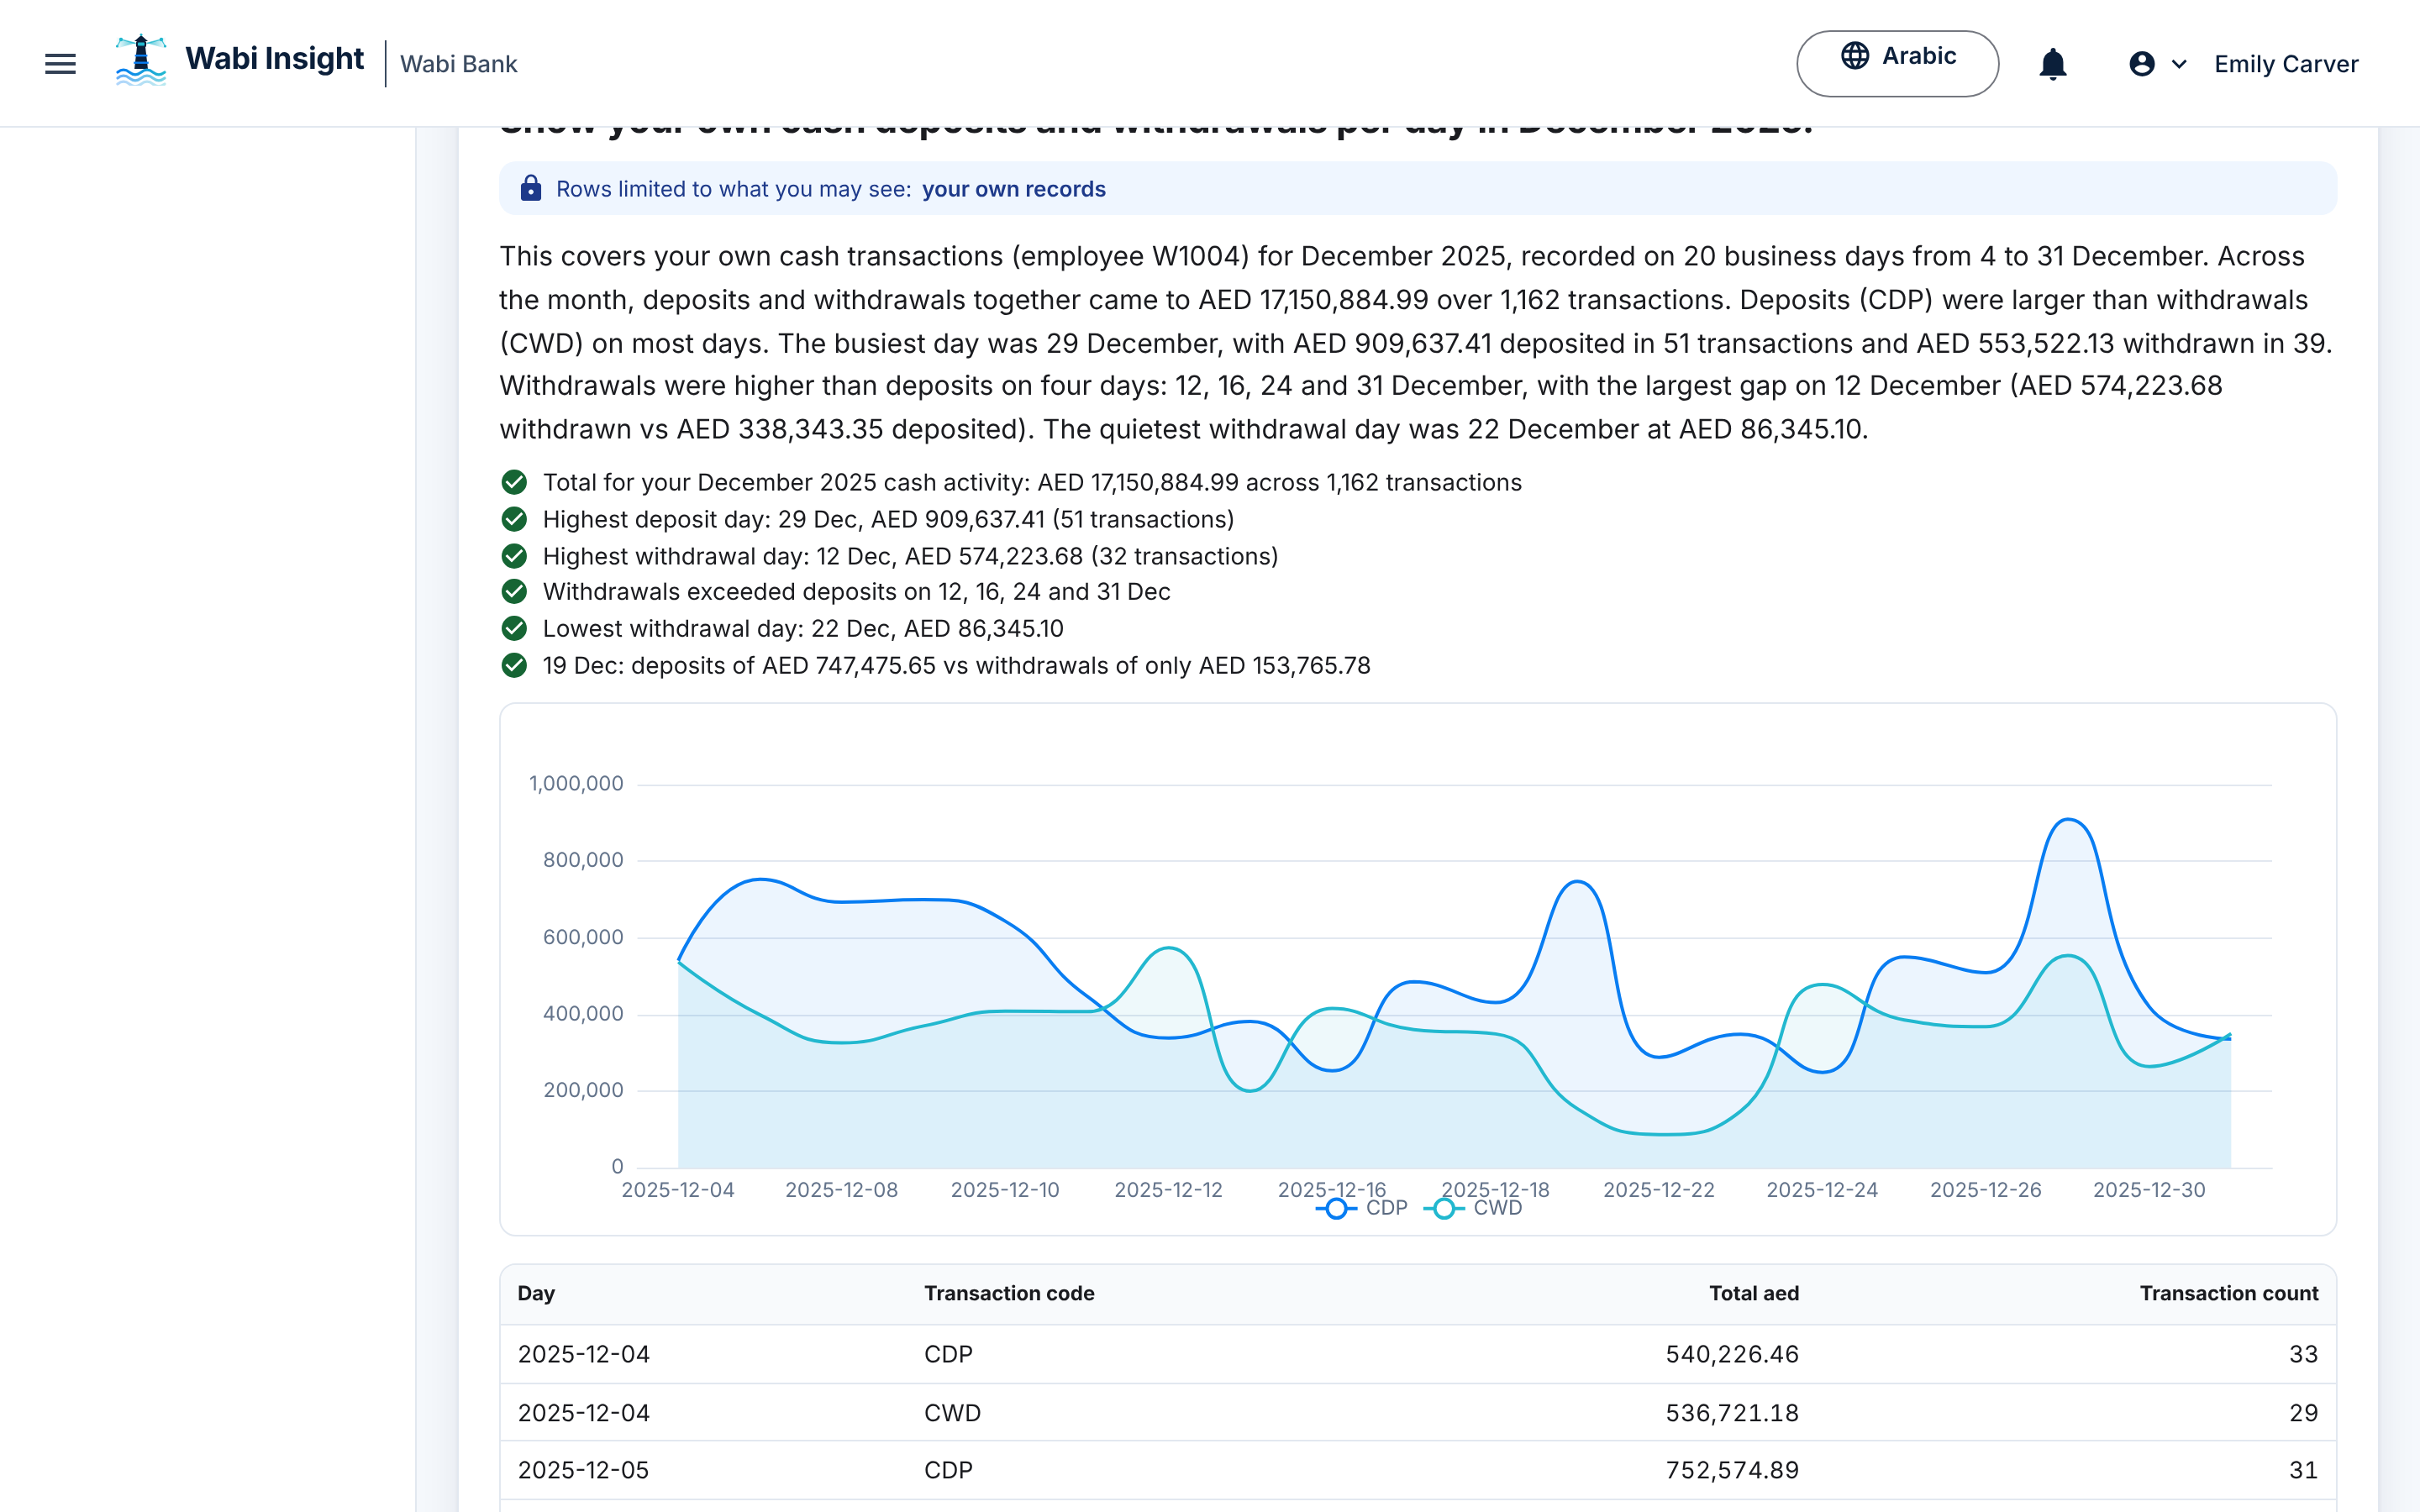 Wabi Insight
Wabi Bank
Arabic
Emily Carver
Show your own cash deposits and withdrawals per day in December 2025.
Rows limited to what you may see: your own records
This covers your own cash transactions (employee W1004) for December 2025, recorded on 20 business days from 4 to 31 December. Across
the month, deposits and withdrawals together came to AED 17,150,884.99 over 1,162 transactions. Deposits (CDP) were larger than withdrawals
(CWD) on most days. The busiest day was 29 December, with AED 909,637.41 deposited in 51 transactions and AED 553,522.13 withdrawn in 39.
Withdrawals were higher than deposits on four days: 12, 16, 24 and 31 December, with the largest gap on 12 December (AED 574,223.68
withdrawn vs AED 338,343.35 deposited). The quietest withdrawal day was 22 December at AED 86,345.10.
Total for your December 2025 cash activity: AED 17,150,884.99 across 1,162 transactions
Highest deposit day: 29 Dec, AED 909,637.41 (51 transactions)
Highest withdrawal day: 12 Dec, AED 574,223.68 (32 transactions)
Withdrawals exceeded deposits on 12, 16, 24 and 31 Dec
Lowest withdrawal day: 22 Dec, AED 86,345.10
19 Dec: deposits of AED 747,475.65 vs withdrawals of only AED 153,765.78
1,000,000
800,000
600,000
400,000
200,000
0
2025-12-04 2025-12-08 2025-12-10 2025-12-12 2025-12-16 2025-12-18 2025-12-22 2025-12-24 2025-12-26 2025-12-30
CDP CWD
Day Transaction code Total aed Transaction count
2025-12-04 CDP 540,226.46 33
2025-12-04 CWD 536,721.18 29
2025-12-05 CDP 752,574.89 31